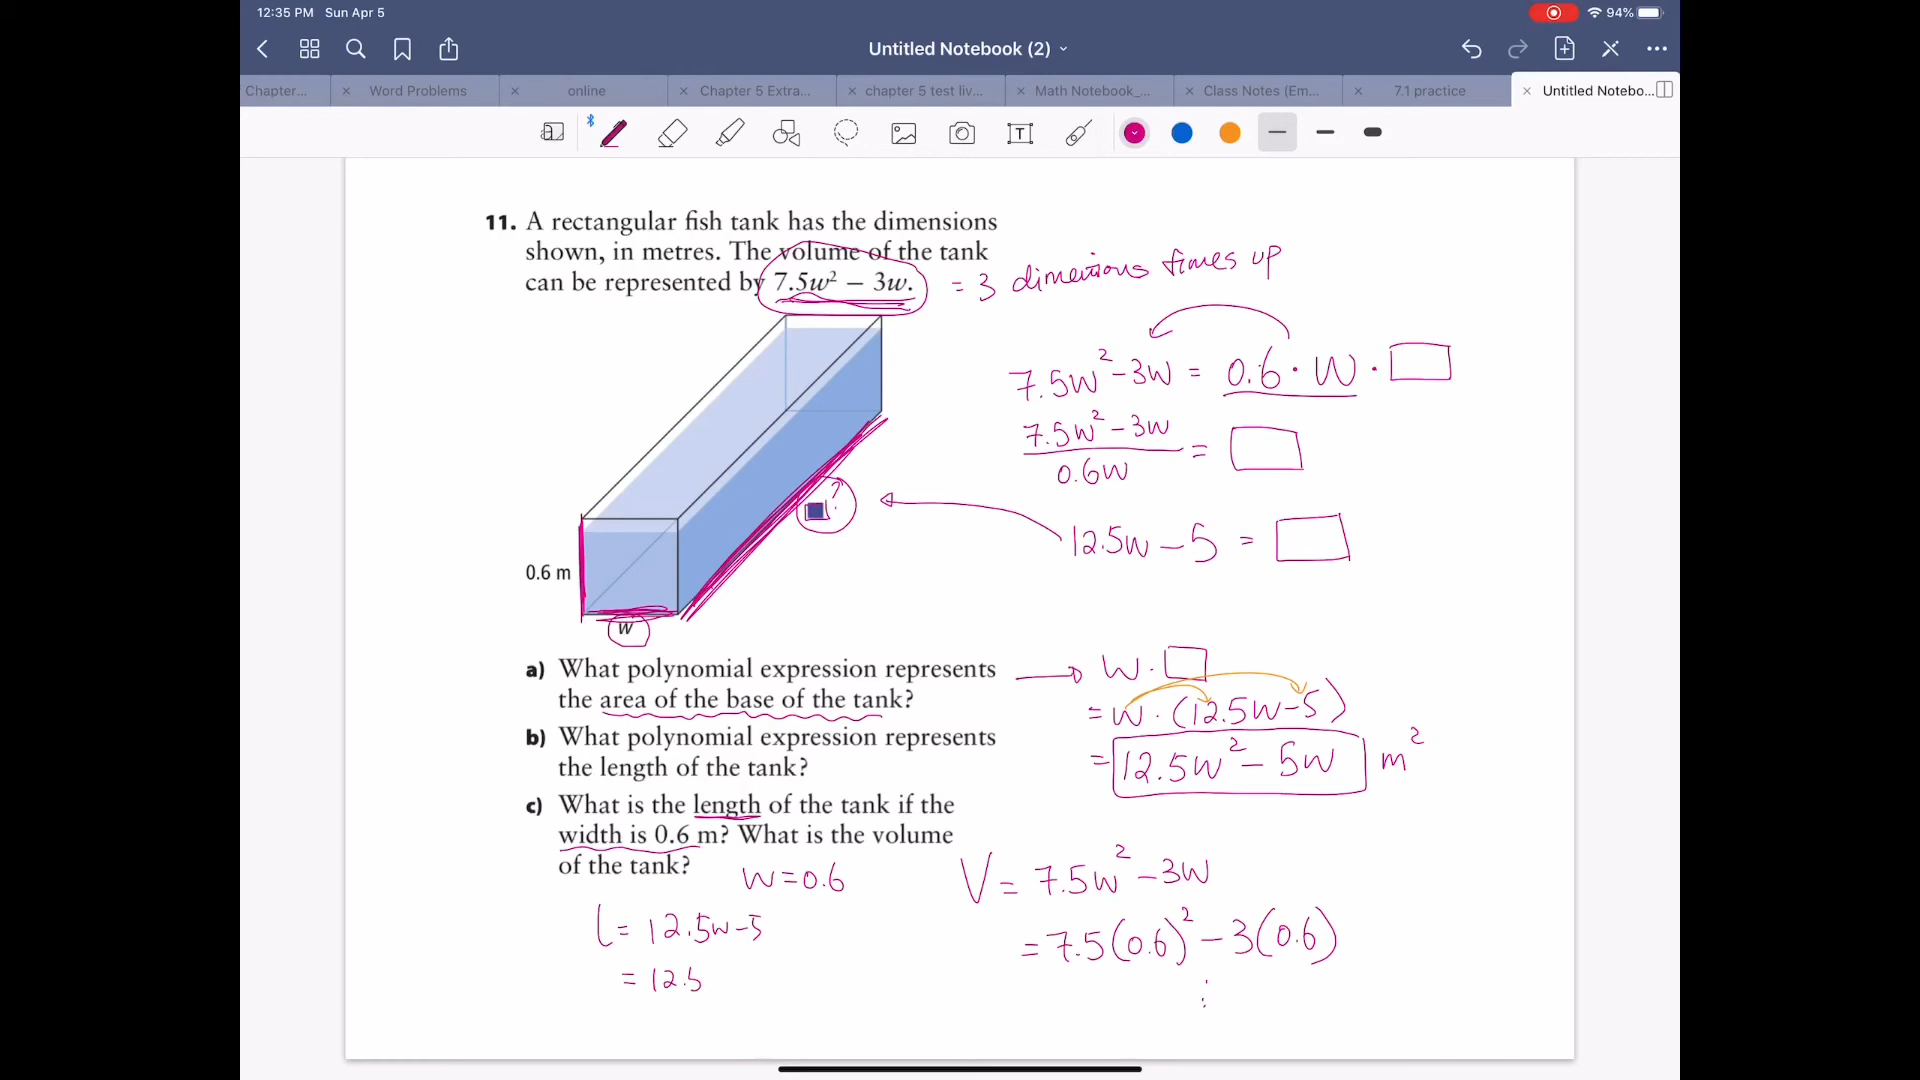 12:35 PM Sun Apr 5
94%
Untitled Notebook (2)
Chapter...
Word Problems
online
Chapter 5 Extra...
chapter 5 test liv...
Math Notebook_...
Class Notes (Em...
7.1 practice
Untitled Notebo...
11. A rectangular fish tank has the dimensions
shown, in metres. The volume of the tank
can be represented by 7.5w² − 3w.
= 3 dimensions times up
7.5w² - 3w = 0.6 · w · □
7.5w² - 3w
0.6w
= □
12.5w - 5 = □
?
0.6 m
w
a) What polynomial expression represents
the area of the base of the tank?
b) What polynomial expression represents
the length of the tank?
c) What is the length of the tank if the
width is 0.6 m? What is the volume
of the tank?
w · □
= w · (12.5w - 5)
= 12.5w² - 5w m²
w = 0.6
l = 12.5w - 5
= 12.5
V = 7.5w² - 3w
= 7.5(0.6)² - 3(0.6)
⋮